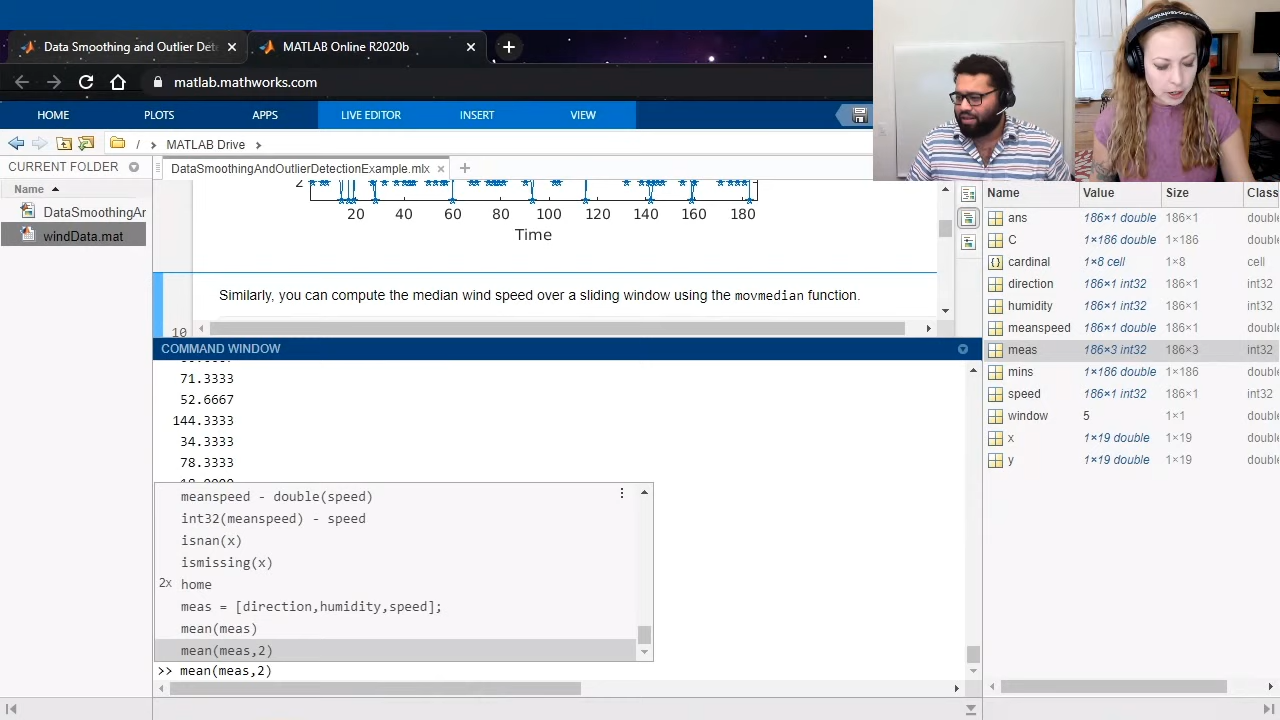 Data Smoothing and Outlier Det
MATLAB Online R2020b
matlab.mathworks.com
HOME PLOTS APPS LIVE EDITOR INSERT VIEW
/ MATLAB Drive
CURRENT FOLDER
Name
DataSmoothingAr
windData.mat
DataSmoothingAndOutlierDetectionExample.mlx
2
20 40 60 80 100 120 140 160 180
Time
Similarly, you can compute the median wind speed over a sliding window using the movmedian function.
10
COMMAND WINDOW
71.3333
52.6667
144.3333
34.3333
78.3333
meanspeed - double(speed)
int32(meanspeed) - speed
isnan(x)
ismissing(x)
2x home
meas = [direction,humidity,speed];
mean(meas)
mean(meas,2)
>> mean(meas,2)
Name Value Size Class
ans 186×1 double 186×1 double
C 1×186 double 1×186 double
{} cardinal 1×8 cell 1×8 cell
direction 186×1 int32 186×1 int32
humidity 186×1 int32 186×1 int32
meanspeed 186×1 double 186×1 double
meas 186×3 int32 186×3 int32
mins 1×186 double 1×186 double
speed 186×1 int32 186×1 int32
window 5 1×1 double
x 1×19 double 1×19 double
y 1×19 double 1×19 double